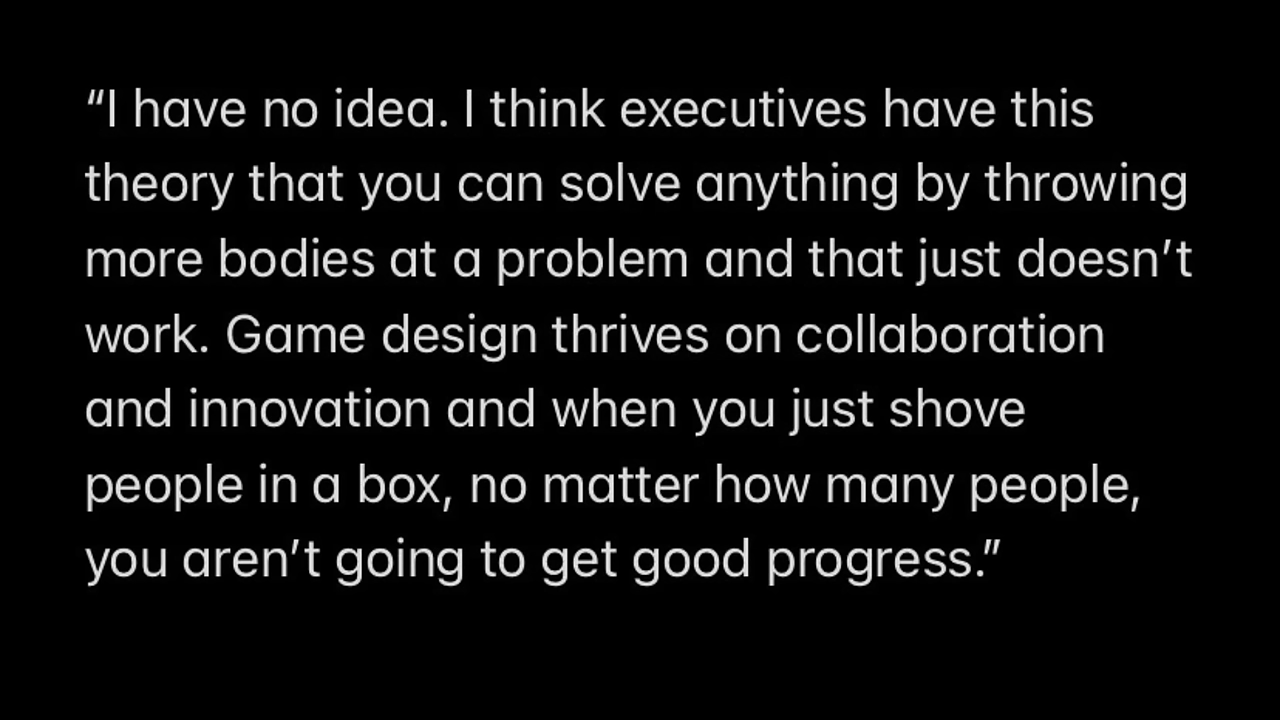 “I have no idea. I think executives have this
theory that you can solve anything by throwing
more bodies at a problem and that just doesn’t
work. Game design thrives on collaboration
and innovation and when you just shove
people in a box, no matter how many people,
you aren’t going to get good progress.”